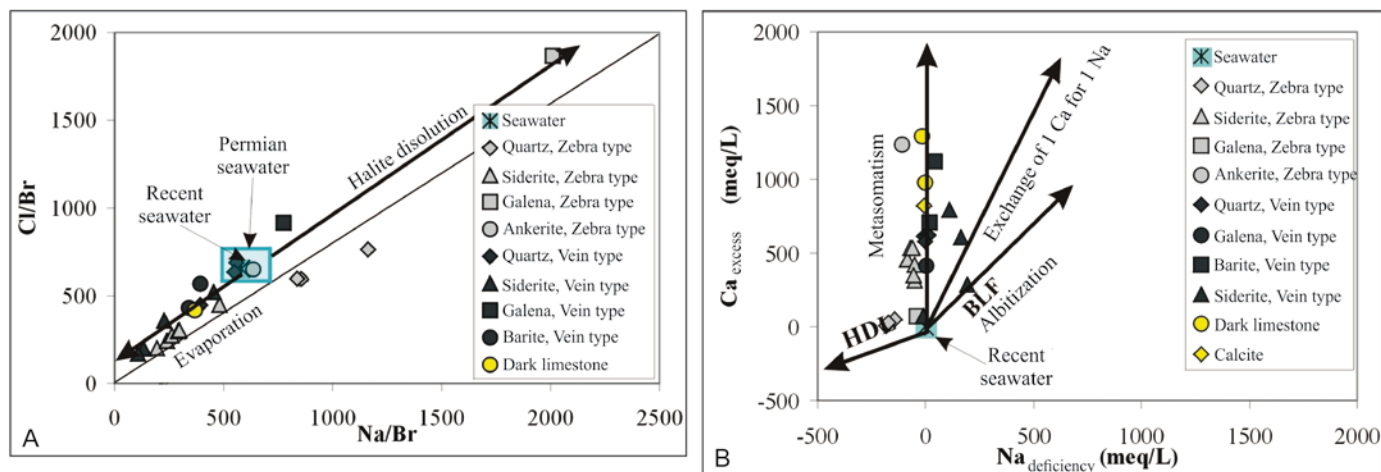 2000
1500
1000
500
0
Cl/Br
0
500
1000
1500
2000
2500
Na/Br
A
Permian
seawater
Recent
seawater
Halite disolution
Evaporation
Seawater
Quartz, Zebra type
Siderite, Zebra type
Galena, Zebra type
Ankerite, Zebra type
Quartz, Vein type
Siderite, Vein type
Galena, Vein type
Barite, Vein type
Dark limestone
2000
1500
1000
500
0
-500
Ca excess (meq/L)
-500
0
500
1000
1500
2000
Na deficiency (meq/L)
B
Metasomatism
Exchange of 1 Ca for 1 Na
BLF
Albitization
HDL
Recent
seawater
Seawater
Quartz, Zebra type
Siderite, Zebra type
Galena, Zebra type
Ankerite, Zebra type
Quartz, Vein type
Galena, Vein type
Barite, Vein type
Siderite, Vein type
Dark limestone
Calcite